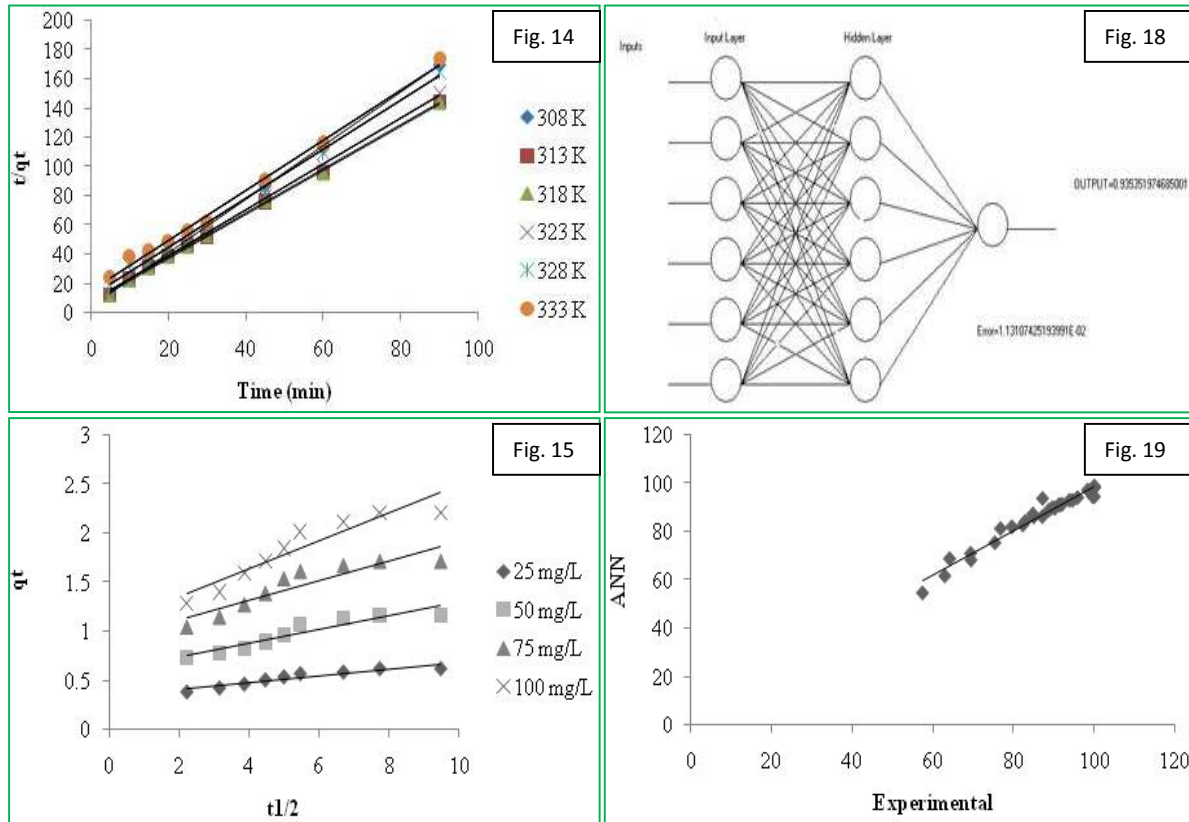 Fig. 14
200
180
160
140
120
100
80
60
40
20
0
0 20 40 60 80 100
t/qt
Time (min)
308 K
313 K
318 K
323 K
328 K
333 K
Fig. 18
Inputs
Input Layer
Hidden Layer
OUTPUT=0.935351974685001
Error=1.13107425193991E-02
Fig. 15
3
2.5
2
1.5
1
0.5
0
0 2 4 6 8 10
qt
t1/2
25 mg/L
50 mg/L
75 mg/L
100 mg/L
Fig. 19
120
100
80
60
40
20
0
0 20 40 60 80 100 120
ANN
Experimental